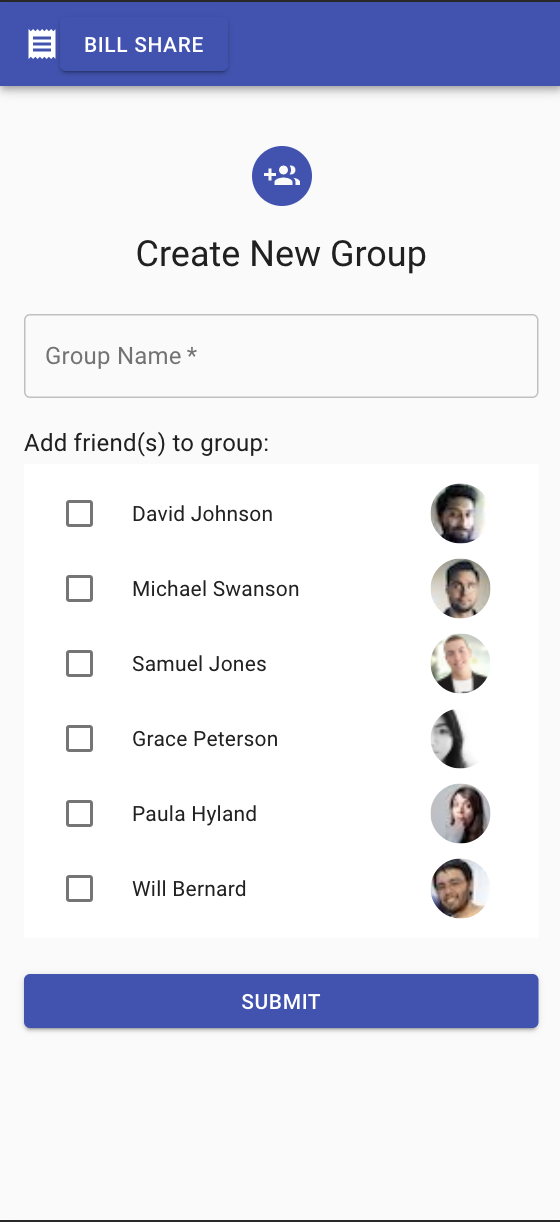 BILL SHARE
Create New Group
Group Name *
Add friend(s) to group:
David Johnson
Michael Swanson
Samuel Jones
Grace Peterson
Paula Hyland
Will Bernard
SUBMIT